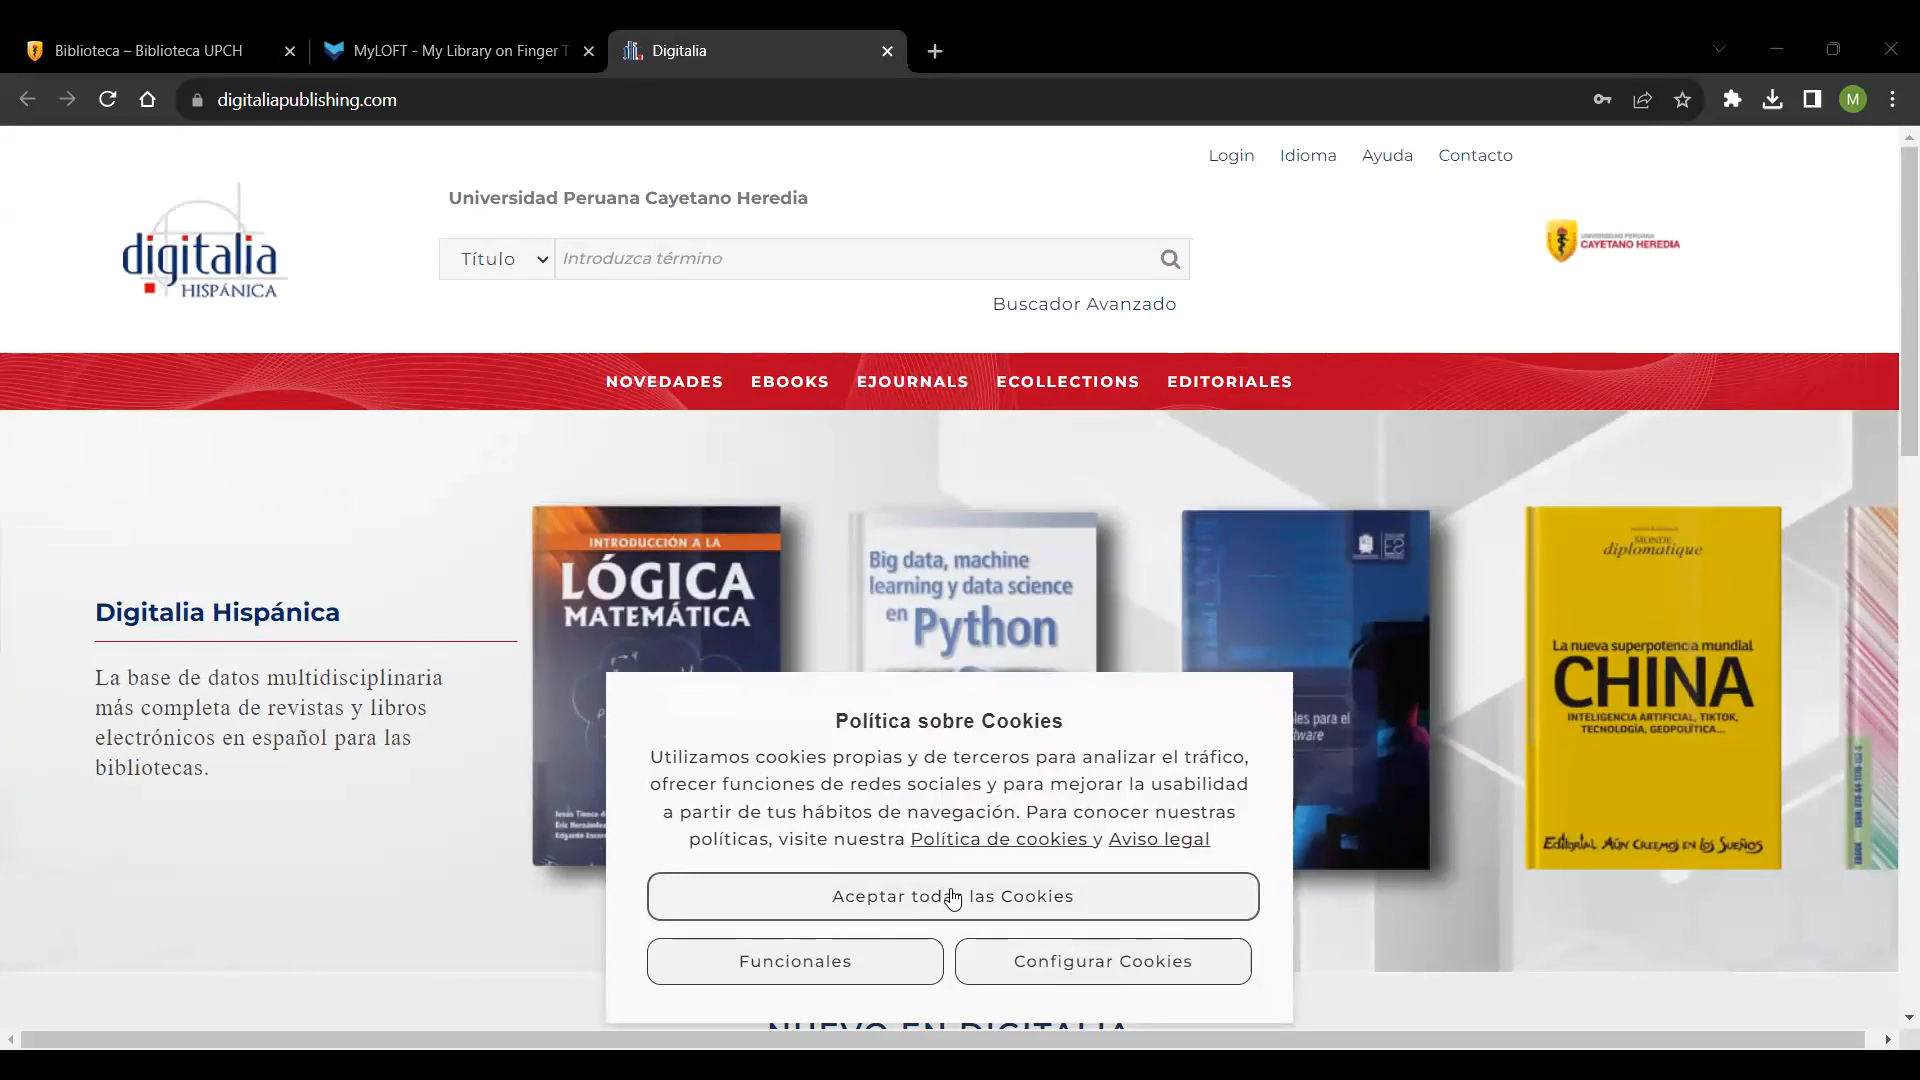 Biblioteca – Biblioteca UPCH
MyLOFT - My Library on Finger T
Digitalia
digitaliapublishing.com
M
Login Idioma Ayuda Contacto
Universidad Peruana Cayetano Heredia
digitalia
HISPÁNICA
Título
Introduzca término
UNIVERSIDAD PERUANA
CAYETANO HEREDIA
Buscador Avanzado
NOVEDADES EBOOKS EJOURNALS ECOLLECTIONS EDITORIALES
INTRODUCCIÓN A LA
LÓGICA
MATEMÁTICA
Big data, machine
learning y data science
en Python
diplomatique
La nueva superpotencia mundial
CHINA
INTELIGENCIA ARTIFICIAL, TIKTOK,
TECNOLOGÍA, GEOPOLÍTICA...
Editorial AÚN CREEMOS EN LOS SUEÑOS
Digitalia Hispánica
La base de datos multidisciplinaria
más completa de revistas y libros
electrónicos en español para las
bibliotecas.
les para el
tware
Política sobre Cookies
Utilizamos cookies propias y de terceros para analizar el tráfico,
ofrecer funciones de redes sociales y para mejorar la usabilidad
a partir de tus hábitos de navegación. Para conocer nuestras
políticas, visite nuestra Política de cookies y Aviso legal
Aceptar todas las Cookies
Funcionales
Configurar Cookies
NUEVO EN DIGITALIA